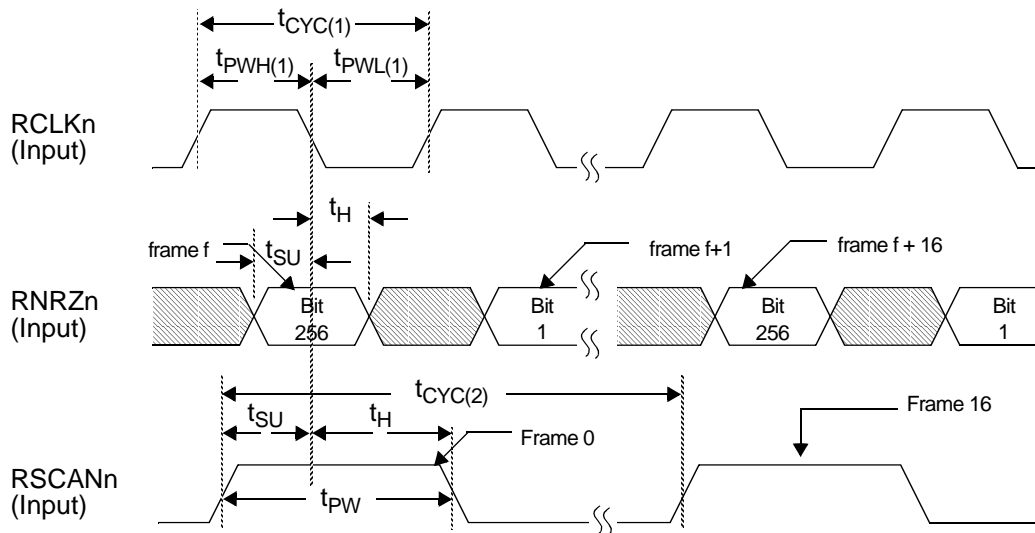 tCYC(1)
tPWH(1) tPWL(1)
RCLKn
(Input)
tH
frame f tSU frame f+1 frame f + 16
RNRZn
(Input)
Bit
256
Bit
1
Bit
256
Bit
1
tCYC(2)
tSU tH Frame 0 Frame 16
RSCANn
(Input)
tPW